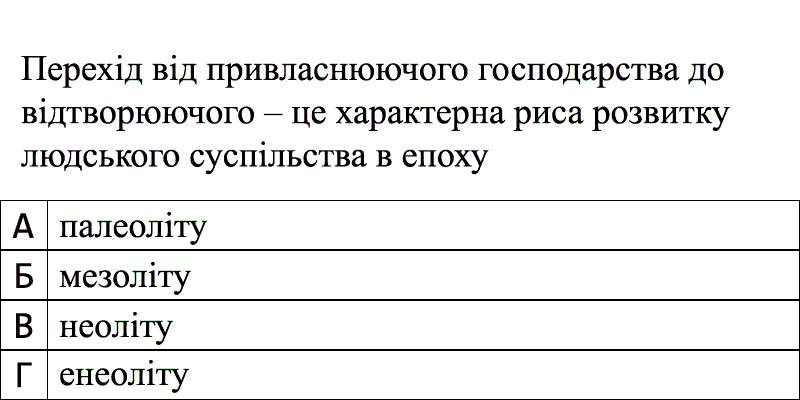 Перехід від привласнюючого господарства до
відтворюючого – це характерна риса розвитку
людського суспільства в епоху
А палеоліту
Б мезоліту
В неоліту
Г енеоліту